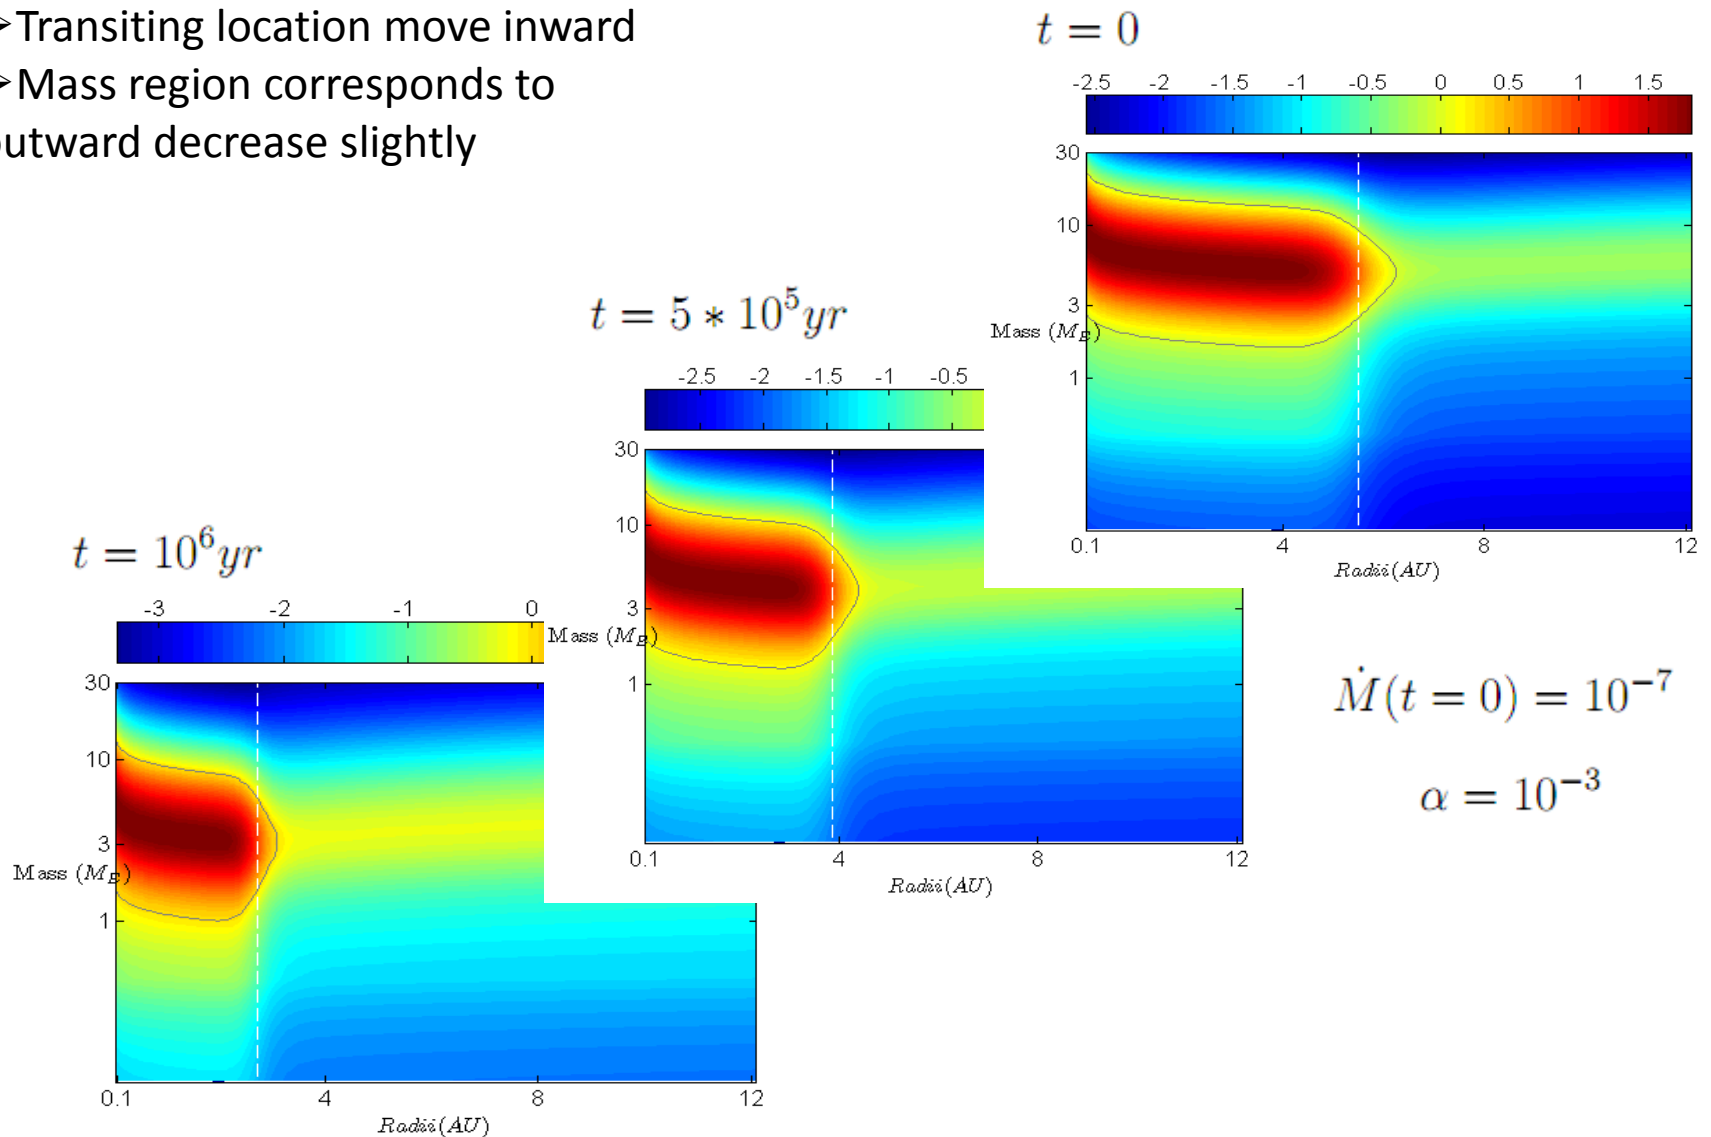 ➢Transiting location move inward
➢Mass region corresponds to
outward decrease slightly
t = 0
-2.5 -2 -1.5 -1 -0.5 0 0.5 1 1.5
30
10
3
Mass (M_E)
1
0.1 4 8 12
Radii(AU)
t = 5 * 10^5 yr
-2.5 -2 -1.5 -1 -0.5
30
10
3
Mass (M_E)
1
0.1 4 8 12
Radii(AU)
t = 10^6 yr
-3 -2 -1 0
30
10
3
Mass (M_E)
1
0.1 4 8 12
Radii(AU)
Ṁ(t = 0) = 10^{-7}
α = 10^{-3}